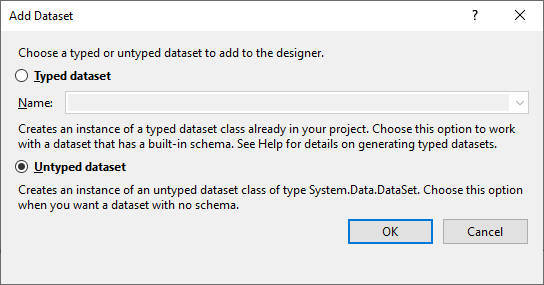 Add Dataset
Choose a typed or untyped dataset to add to the designer.
Typed dataset
Name:
Creates an instance of a typed dataset class already in your project. Choose this option to work
with a dataset that has a built-in schema. See Help for details on generating typed datasets.
Untyped dataset
Creates an instance of an untyped dataset class of type System.Data.DataSet. Choose this option
when you want a dataset with no schema.
OK Cancel